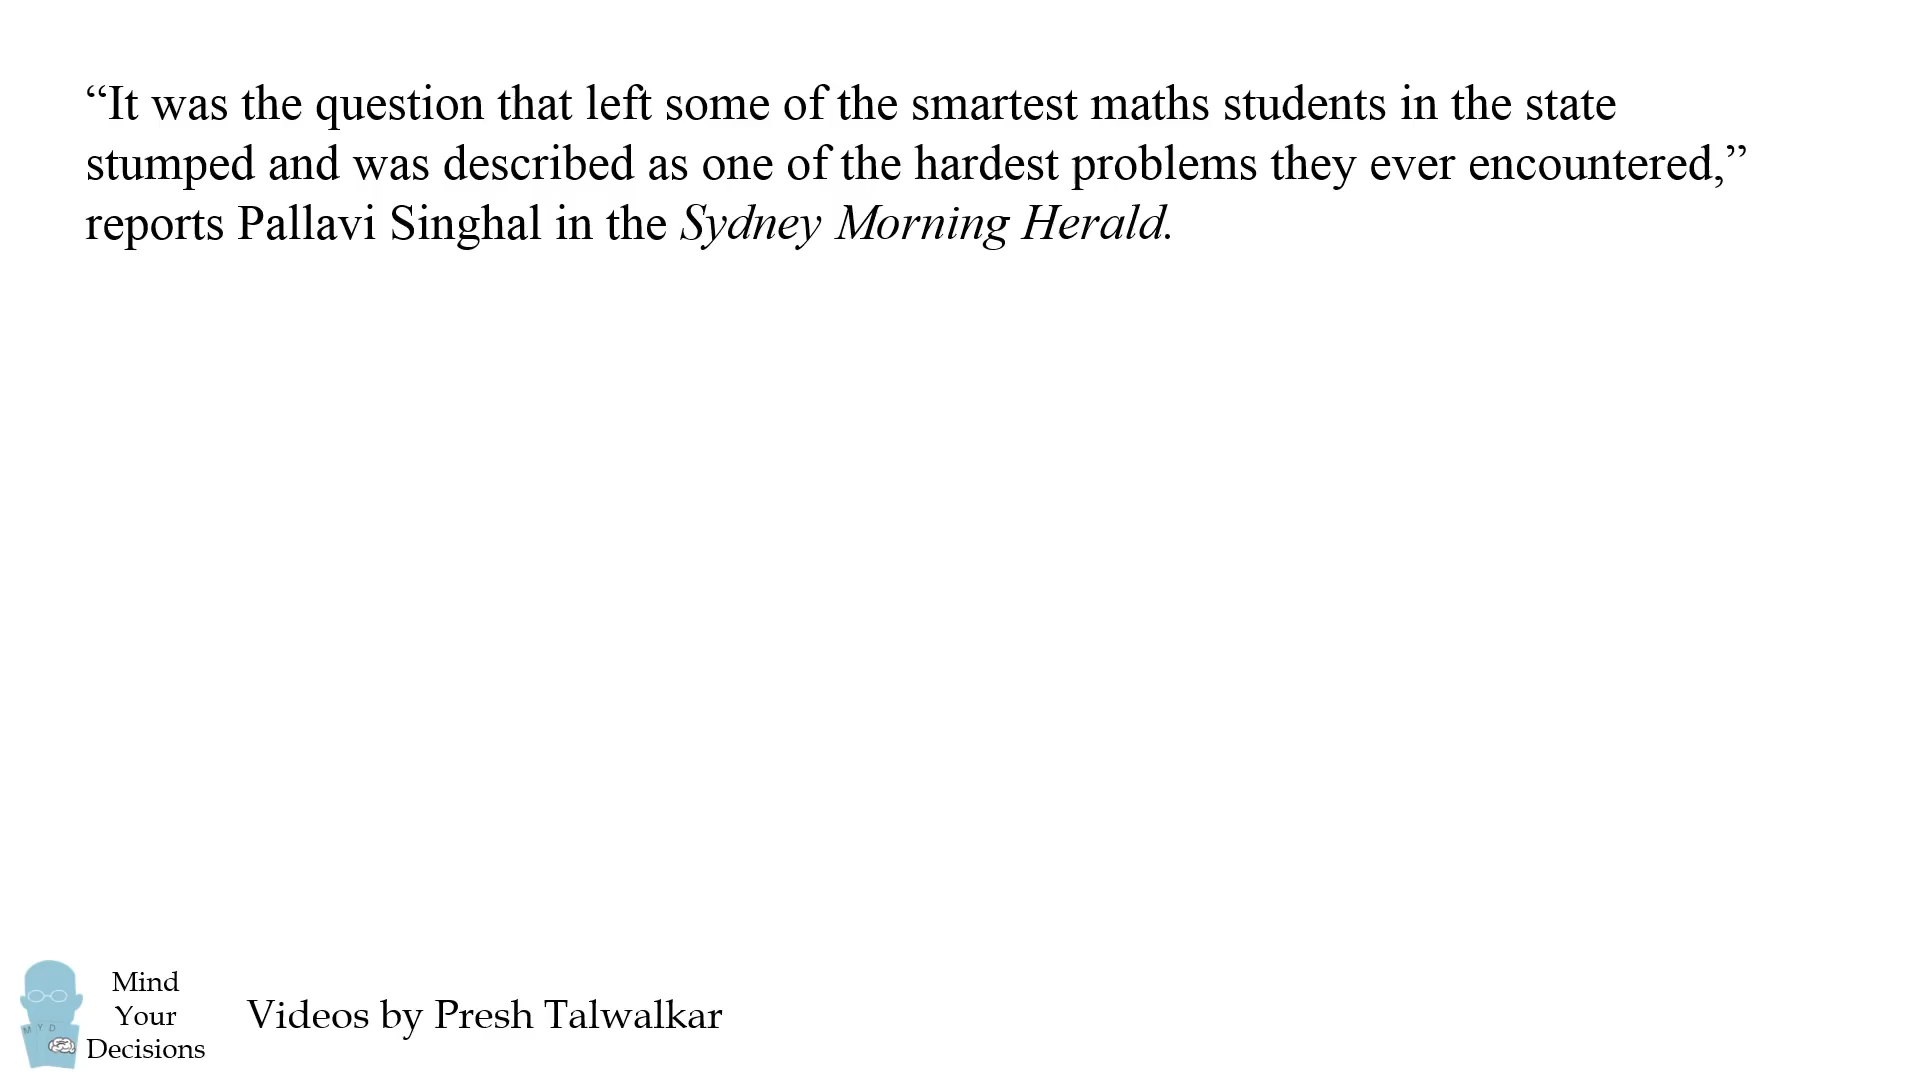 “It was the question that left some of the smartest maths students in the state
stumped and was described as one of the hardest problems they ever encountered,”
reports Pallavi Singhal in the Sydney Morning Herald.
Mind
Your
Decisions
M Y D
Videos by Presh Talwalkar